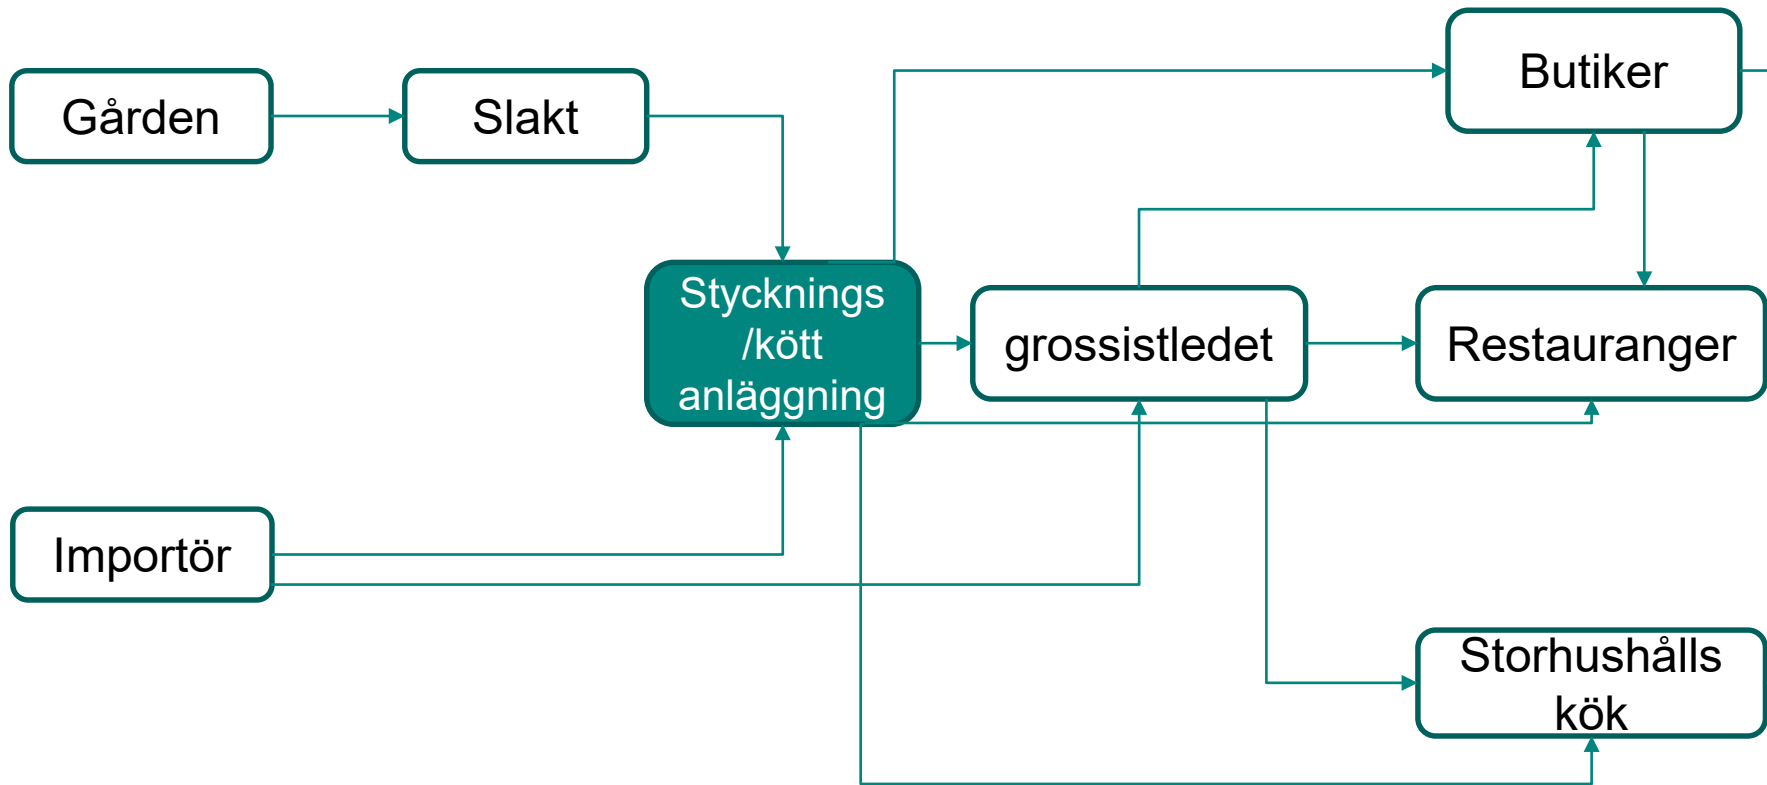 Butiker
Gården
Slakt
Stycknings
/kött
anläggning
grossistledet
Restauranger
Importör
Storhushålls
kök